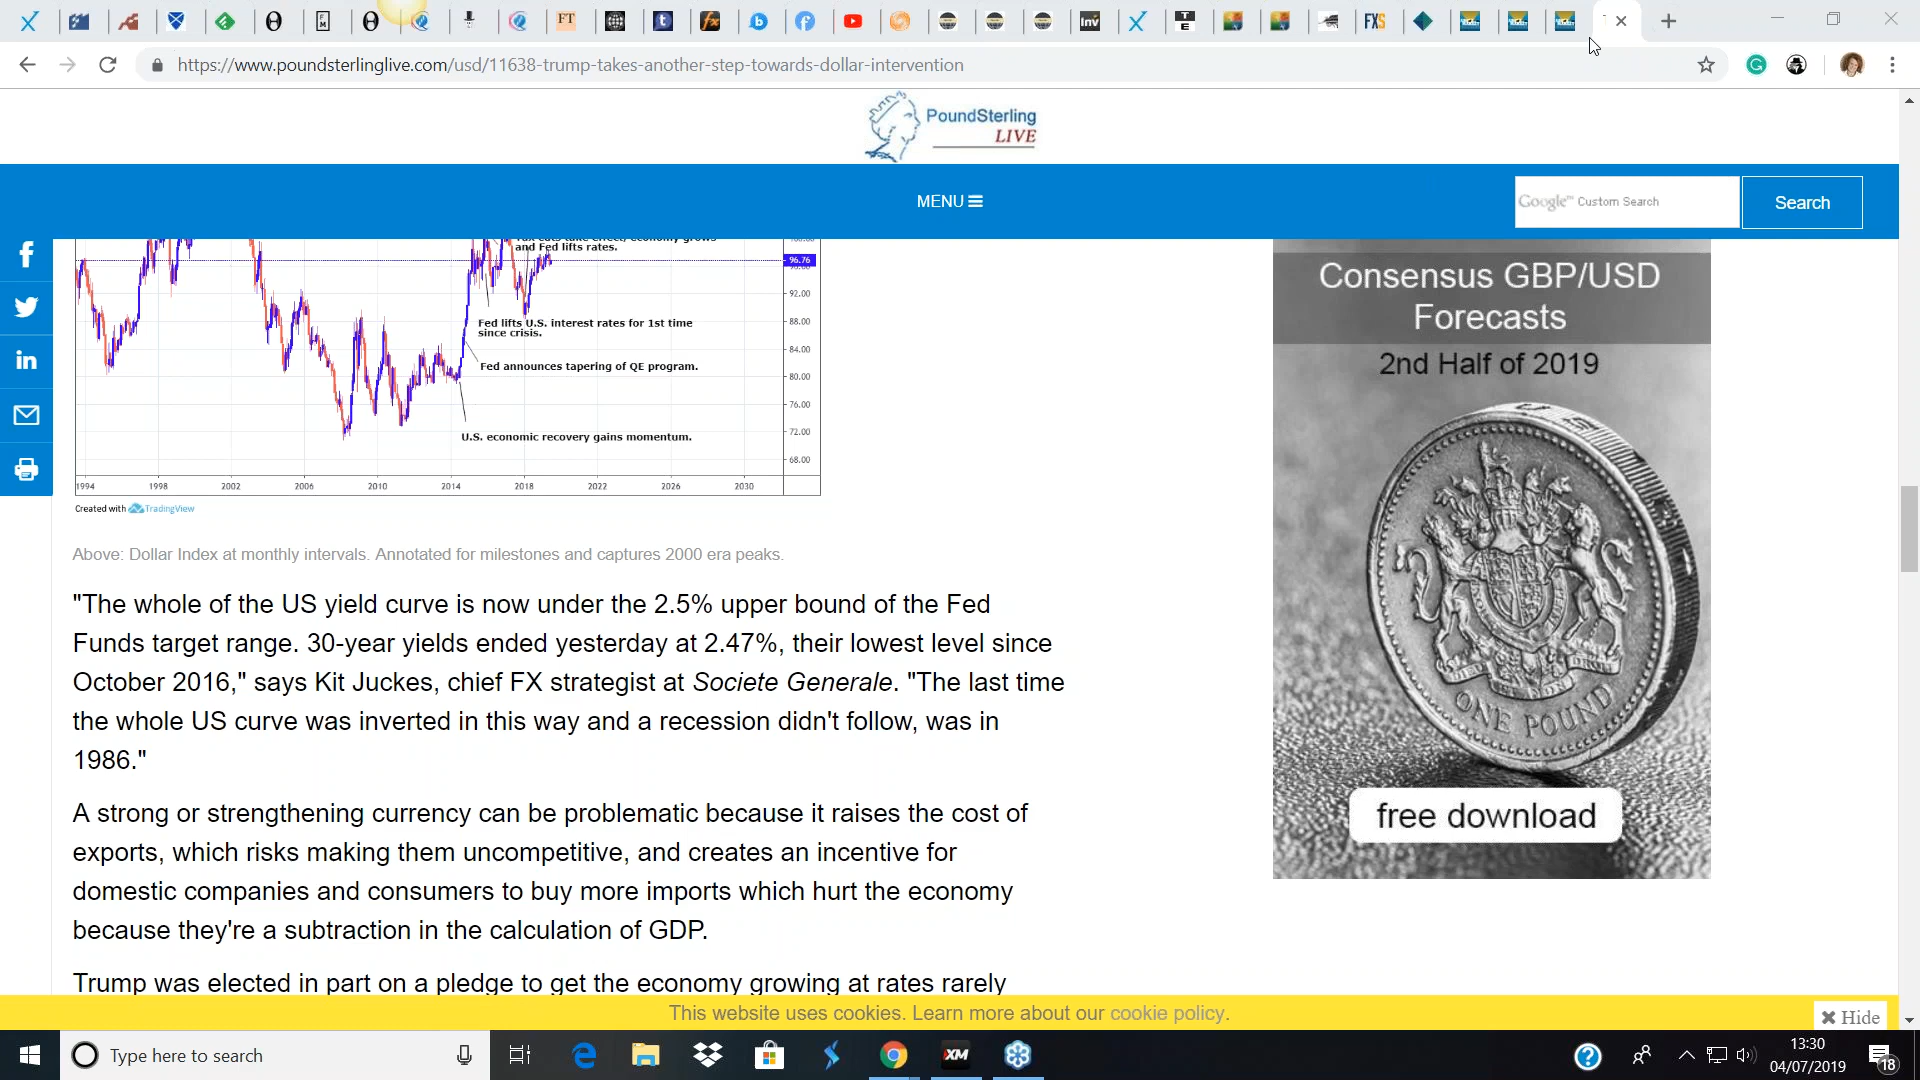 FT
FM
Inv
TE
FXS
https://www.poundsterlinglive.com/usd/11638-trump-takes-another-step-towards-dollar-intervention
PoundSterling
LIVE
MENU
Google™ Custom Search
Search
and Fed lifts rates.
96.76
92.00
Fed lifts U.S. interest rates for 1st time
since crisis.
88.00
84.00
Fed announces tapering of QE program.
80.00
76.00
U.S. economic recovery gains momentum.
72.00
68.00
1994 1998 2002 2006 2010 2014 2018 2022 2026 2030
Created with TradingView
Above: Dollar Index at monthly intervals. Annotated for milestones and captures 2000 era peaks.
"The whole of the US yield curve is now under the 2.5% upper bound of the Fed
Funds target range. 30-year yields ended yesterday at 2.47%, their lowest level since
October 2016," says Kit Juckes, chief FX strategist at Societe Generale. "The last time
the whole US curve was inverted in this way and a recession didn't follow, was in
1986."
A strong or strengthening currency can be problematic because it raises the cost of
exports, which risks making them uncompetitive, and creates an incentive for
domestic companies and consumers to buy more imports which hurt the economy
because they're a subtraction in the calculation of GDP.
Trump was elected in part on a pledge to get the economy growing at rates rarely
Consensus GBP/USD
Forecasts
2nd Half of 2019
ONE POUND
free download
This website uses cookies. Learn more about our cookie policy.
Hide
Type here to search
XM
13:30
04/07/2019
18